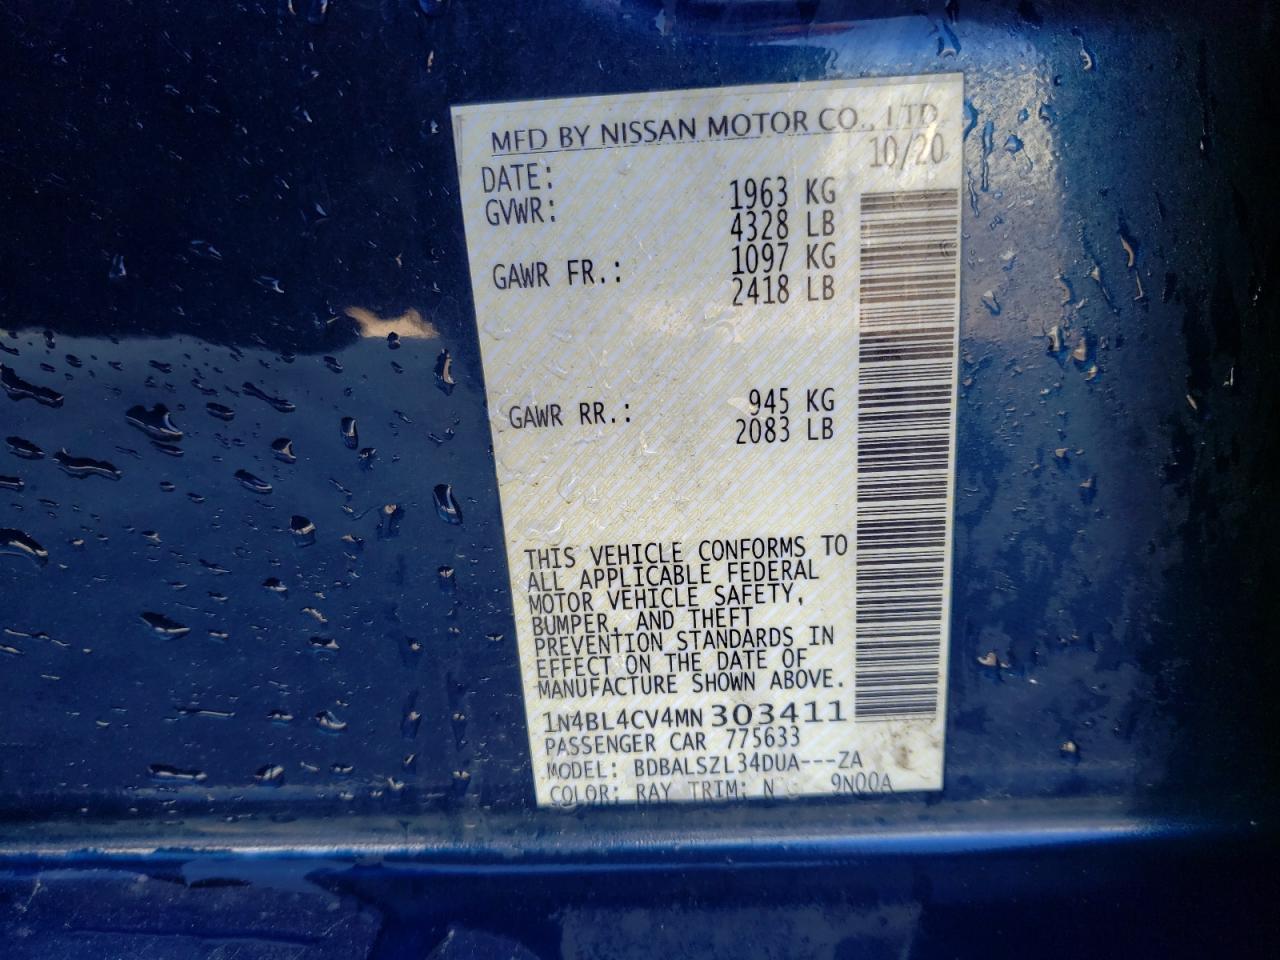 MFD BY NISSAN MOTOR CO., LTD.
DATE: 10/20
GVWR: 1963 KG
4328 LB
GAWR FR.: 1097 KG
2418 LB
GAWR RR.: 945 KG
2083 LB
THIS VEHICLE CONFORMS TO
ALL APPLICABLE FEDERAL
MOTOR VEHICLE SAFETY,
BUMPER, AND THEFT
PREVENTION STANDARDS IN
EFFECT ON THE DATE OF
MANUFACTURE SHOWN ABOVE.
1N4BL4CV4MN303411
PASSENGER CAR 775633
MODEL: BDBALSZL34DUA---ZA
COLOR: RAY TRIM: 9N00A